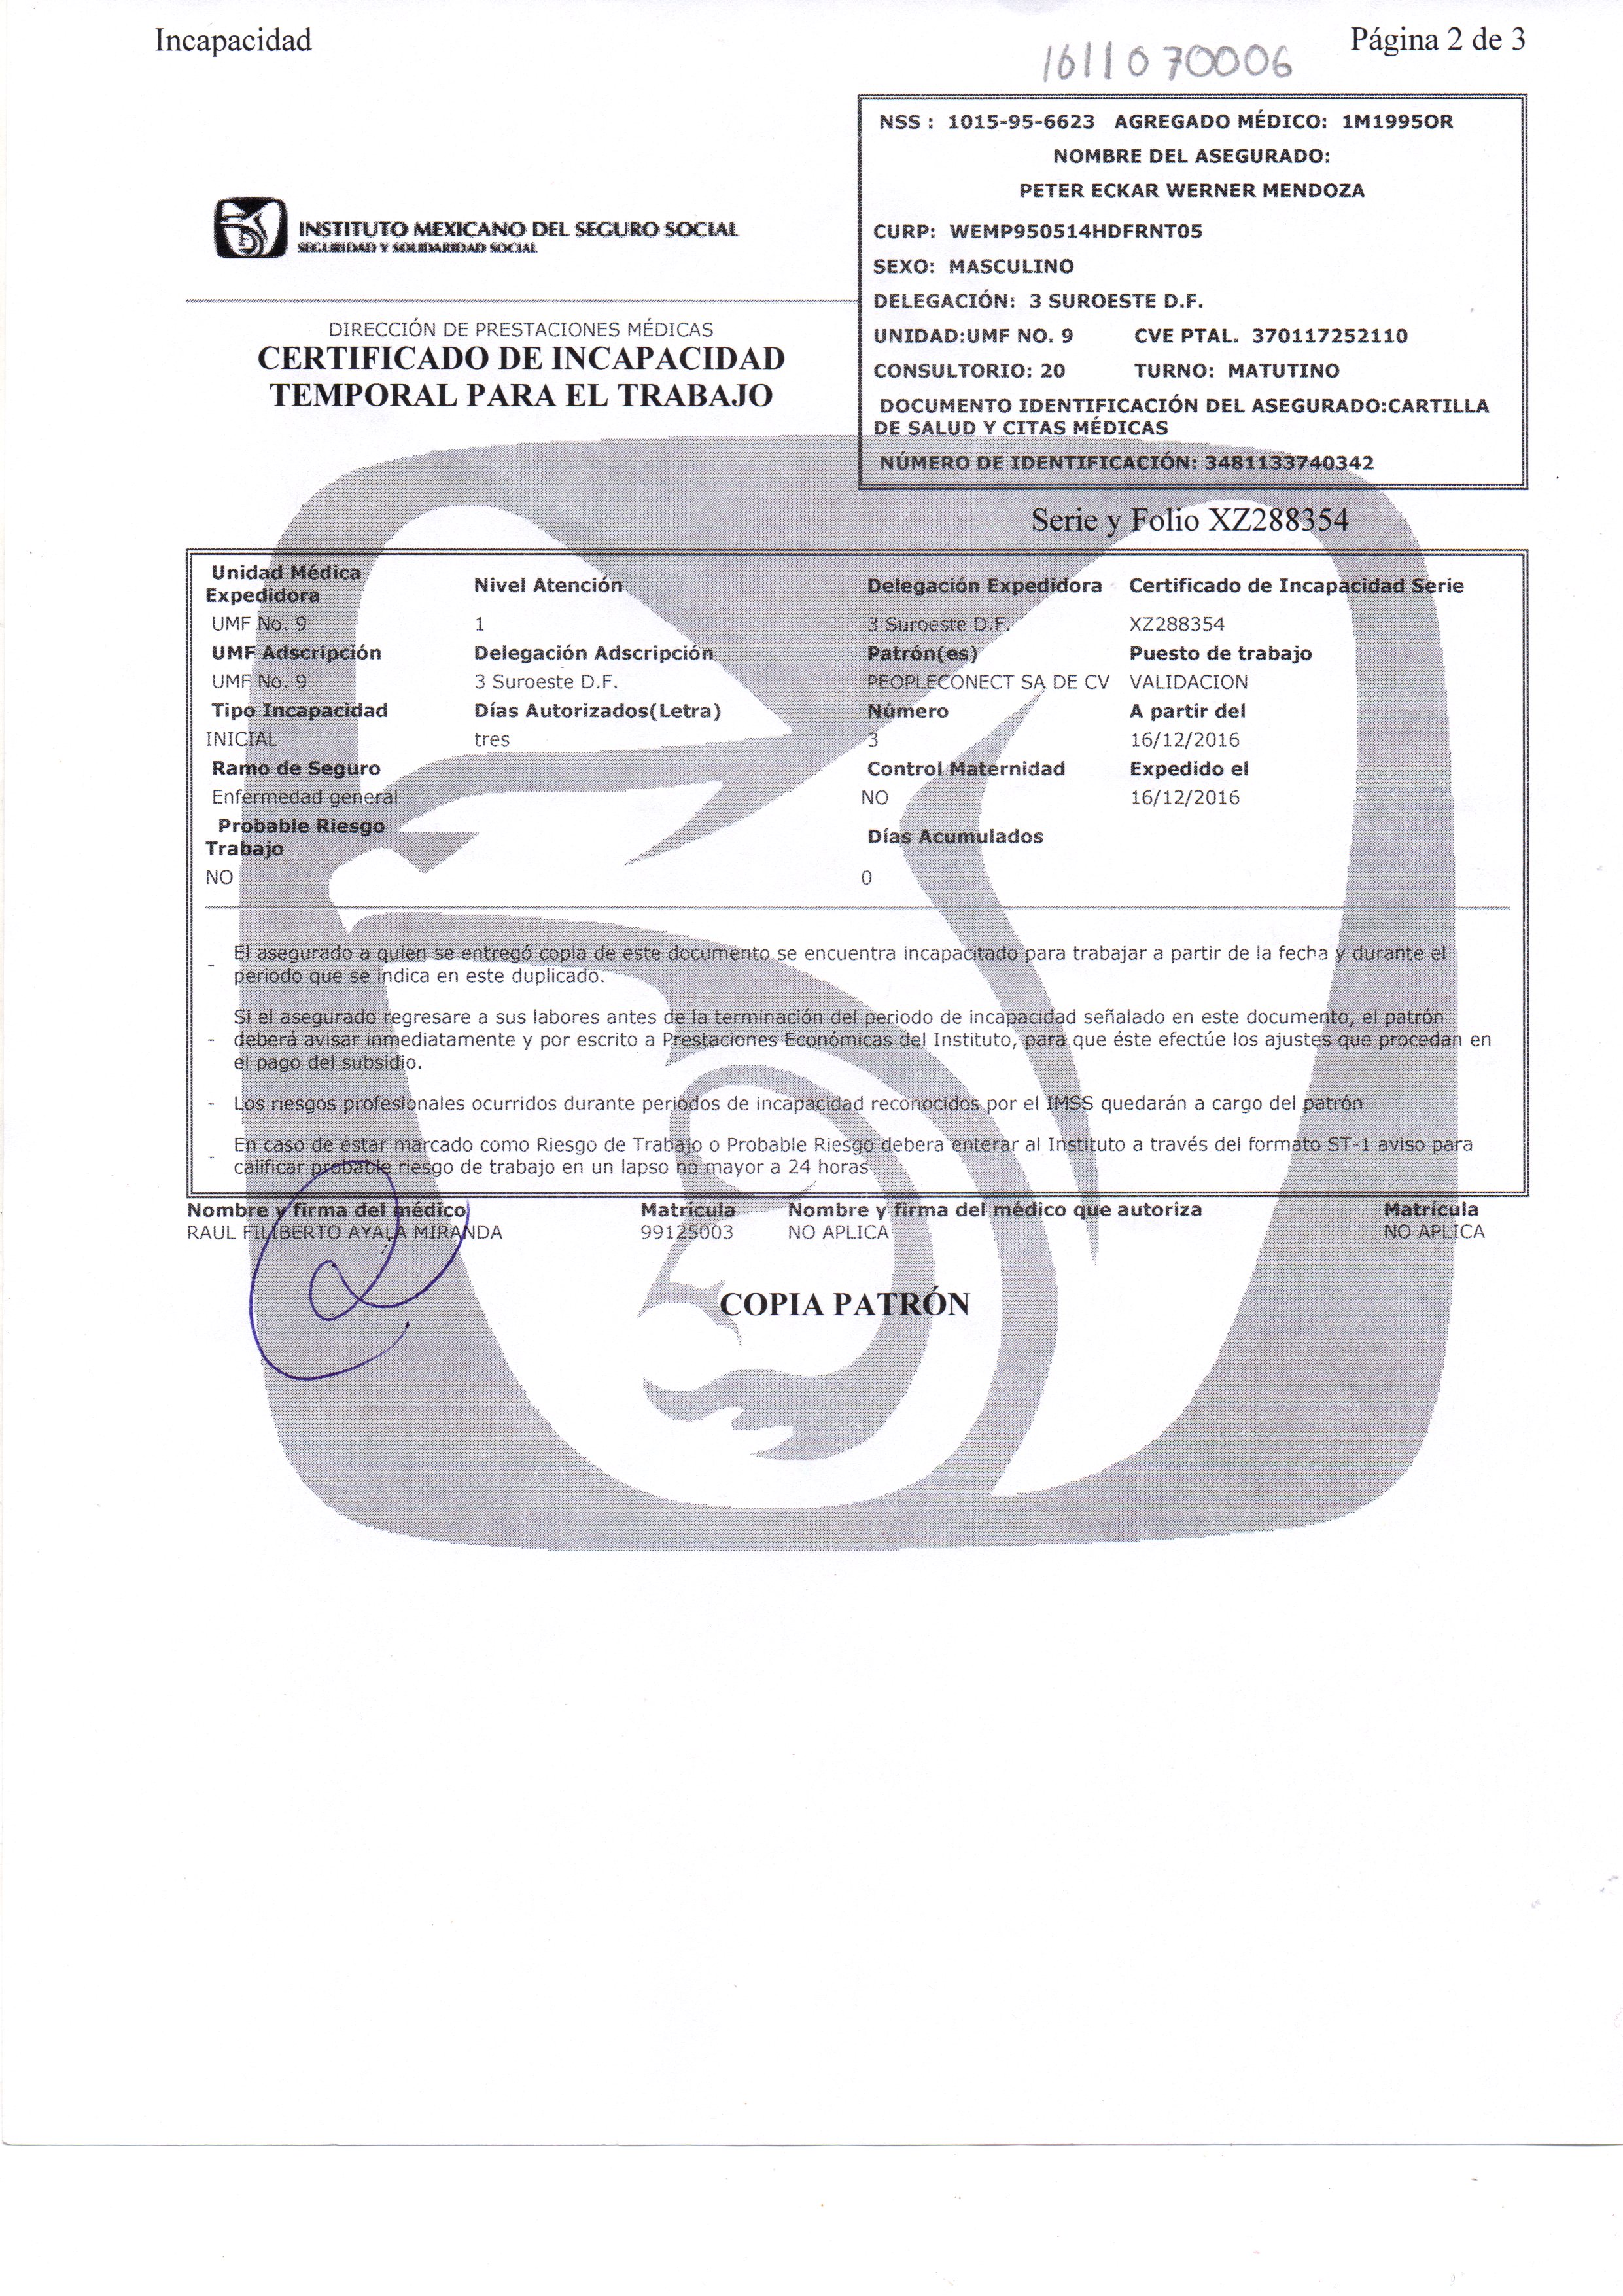 Incapacidad
Página 2 de 3
1611070006
NSS : 1015-95-6623 AGREGADO MÉDICO: 1M1995OR
NOMBRE DEL ASEGURADO:
PETER ECKAR WERNER MENDOZA
CURP: WEMP950514HDFRNT05
SEXO: MASCULINO
DELEGACIÓN: 3 SUROESTE D.F.
UNIDAD:UMF NO. 9 CVE PTAL. 370117252110
CONSULTORIO: 20 TURNO: MATUTINO
DOCUMENTO IDENTIFICACIÓN DEL ASEGURADO:CARTILLA
DE SALUD Y CITAS MÉDICAS
NÚMERO DE IDENTIFICACIÓN: 3481133740342
INSTITUTO MEXICANO DEL SEGURO SOCIAL
SEGURIDAD Y SOLIDARIDAD SOCIAL
DIRECCIÓN DE PRESTACIONES MÉDICAS
CERTIFICADO DE INCAPACIDAD
TEMPORAL PARA EL TRABAJO
Serie y Folio XZ288354
Unidad Médica
Expedidora Nivel Atención Delegación Expedidora Certificado de Incapacidad Serie
UMF No. 9 1 3 Suroeste D.F. XZ288354
UMF Adscripción Delegación Adscripción Patrón(es) Puesto de trabajo
UMF No. 9 3 Suroeste D.F. PEOPLECONECT SA DE CV VALIDACION
Tipo Incapacidad Días Autorizados(Letra) Número A partir del
INICIAL tres 3 16/12/2016
Ramo de Seguro Control Maternidad Expedido el
Enfermedad general NO 16/12/2016
Probable Riesgo
Trabajo Días Acumulados
NO 0
- El asegurado a quien se entregó copia de este documento se encuentra incapacitado para trabajar a partir de la fecha y durante el
periodo que se indica en este duplicado.
Si el asegurado regresare a sus labores antes de la terminación del periodo de incapacidad señalado en este documento, el patrón
- deberá avisar inmediatamente y por escrito a Prestaciones Económicas del Instituto, para que éste efectúe los ajustes que procedan en
el pago del subsidio.
- Los riesgos profesionales ocurridos durante periodos de incapacidad reconocidos por el IMSS quedarán a cargo del patrón
- En caso de estar marcado como Riesgo de Trabajo o Probable Riesgo debera enterar al Instituto a través del formato ST-1 aviso para
calificar probable riesgo de trabajo en un lapso no mayor a 24 horas
Nombre y firma del médico Matrícula Nombre y firma del médico que autoriza Matrícula
RAUL FILIBERTO AYALA MIRANDA 99125003 NO APLICA NO APLICA
COPIA PATRÓN